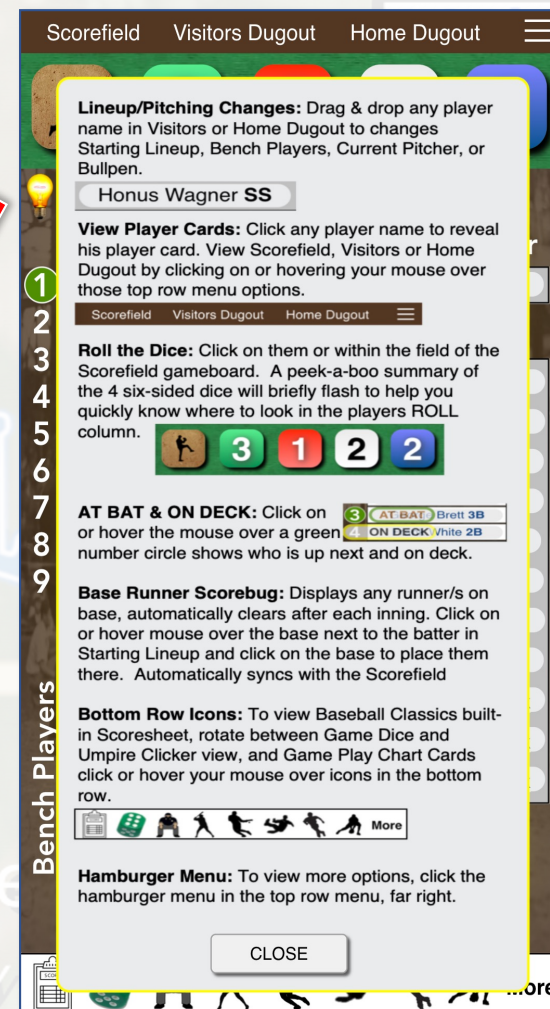 Scorefield Visitors Dugout Home Dugout
Lineup/Pitching Changes: Drag & drop any player
name in Visitors or Home Dugout to changes
Starting Lineup, Bench Players, Current Pitcher, or
Bullpen.
Honus Wagner SS
View Player Cards: Click any player name to reveal
his player card. View Scorefield, Visitors or Home
Dugout by clicking on or hovering your mouse over
those top row menu options.
Scorefield Visitors Dugout Home Dugout
Roll the Dice: Click on them or within the field of the
Scorefield gameboard. A peek-a-boo summary of
the 4 six-sided dice will briefly flash to help you
quickly know where to look in the players ROLL
column.
3 1 2 2
AT BAT & ON DECK: Click on
or hover the mouse over a green
number circle shows who is up next and on deck.
3 AT BAT Brett 3B
4 ON DECK White 2B
Base Runner Scorebug: Displays any runner/s on
base, automatically clears after each inning. Click on
or hover mouse over the base next to the batter in
Starting Lineup and click on the base to place them
there. Automatically syncs with the Scorefield
Bottom Row Icons: To view Baseball Classics built-
in Scoresheet, rotate between Game Dice and
Umpire Clicker view, and Game Play Chart Cards
click or hover your mouse over icons in the bottom
row.
More
Hamburger Menu: To view more options, click the
hamburger menu in the top row menu, far right.
CLOSE
1
2
3
4
5
6
7
8
9
Bench Players